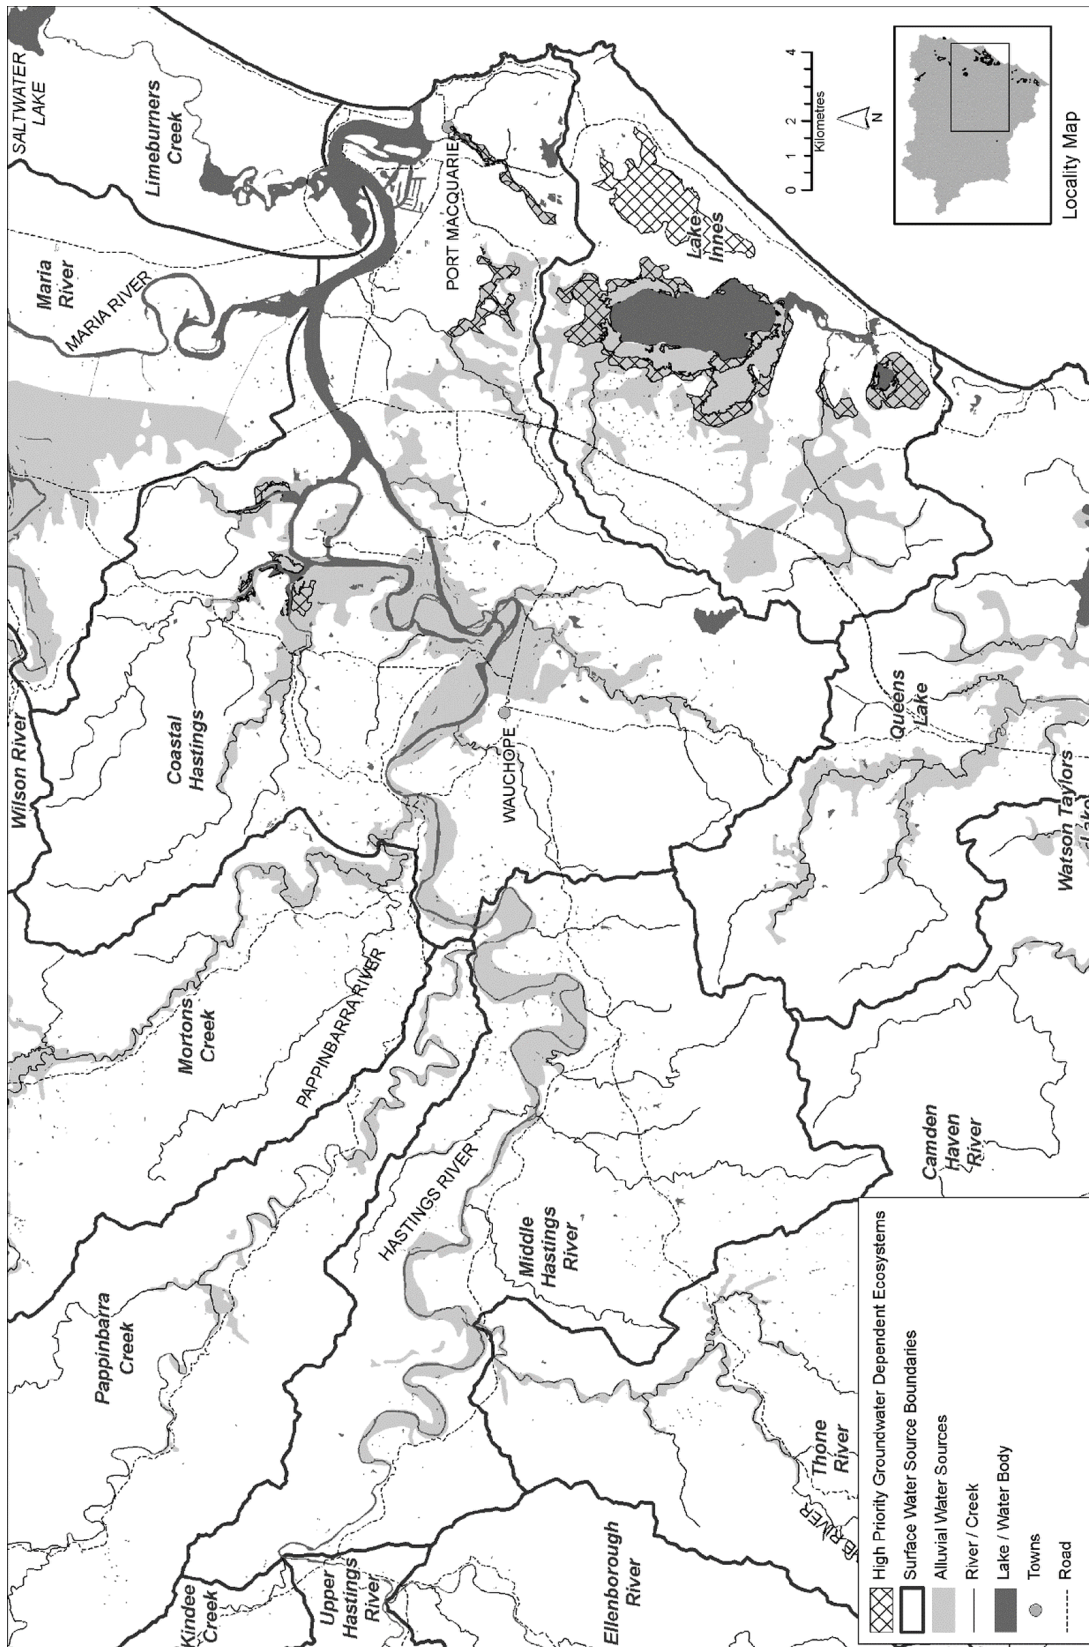 Kindee
Creek
Pappinbarra
Creek
Mortons
Creek
Wilson River
Coastal
Hastings
Maria
River
MARIA RIVER
Limeburners
Creek
SALTWATER
LAKE
Upper
Hastings
River
PAPPINBARRA RIVER
HASTINGS RIVER
PORT MACQUARIE
Middle
Hastings
River
WAUCHOPE
Ellenborough
River
Lake
Innes
Thone
River
RIVER
Queens
Lake
Camden
Haven
River
Watson Taylors
High Priority Groundwater Dependent Ecosystems
Surface Water Source Boundaries
Alluvial Water Sources
River / Creek
Lake / Water Body
Towns
Road
0 1 2 4
Kilometres
N
Locality Map